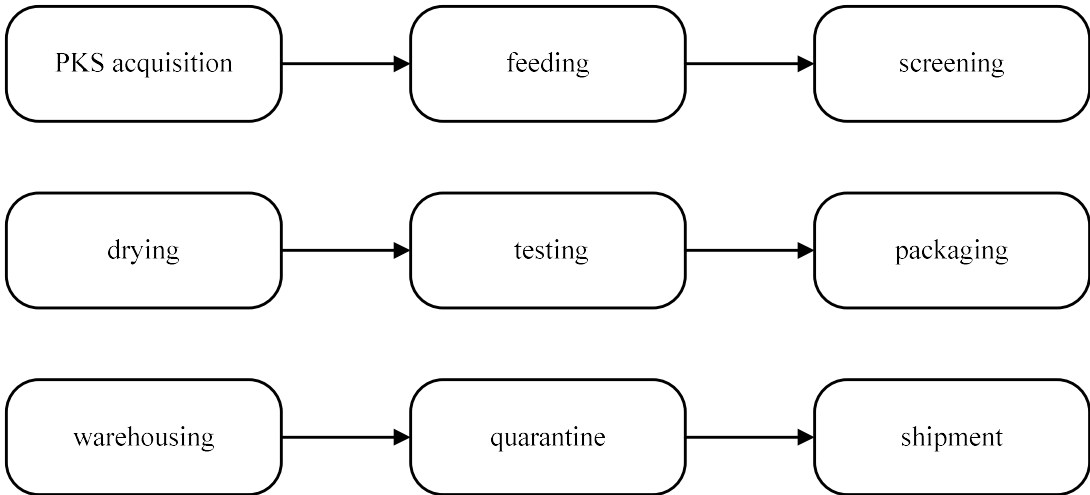 PKS acquisition
feeding
screening
drying
testing
packaging
warehousing
quarantine
shipment